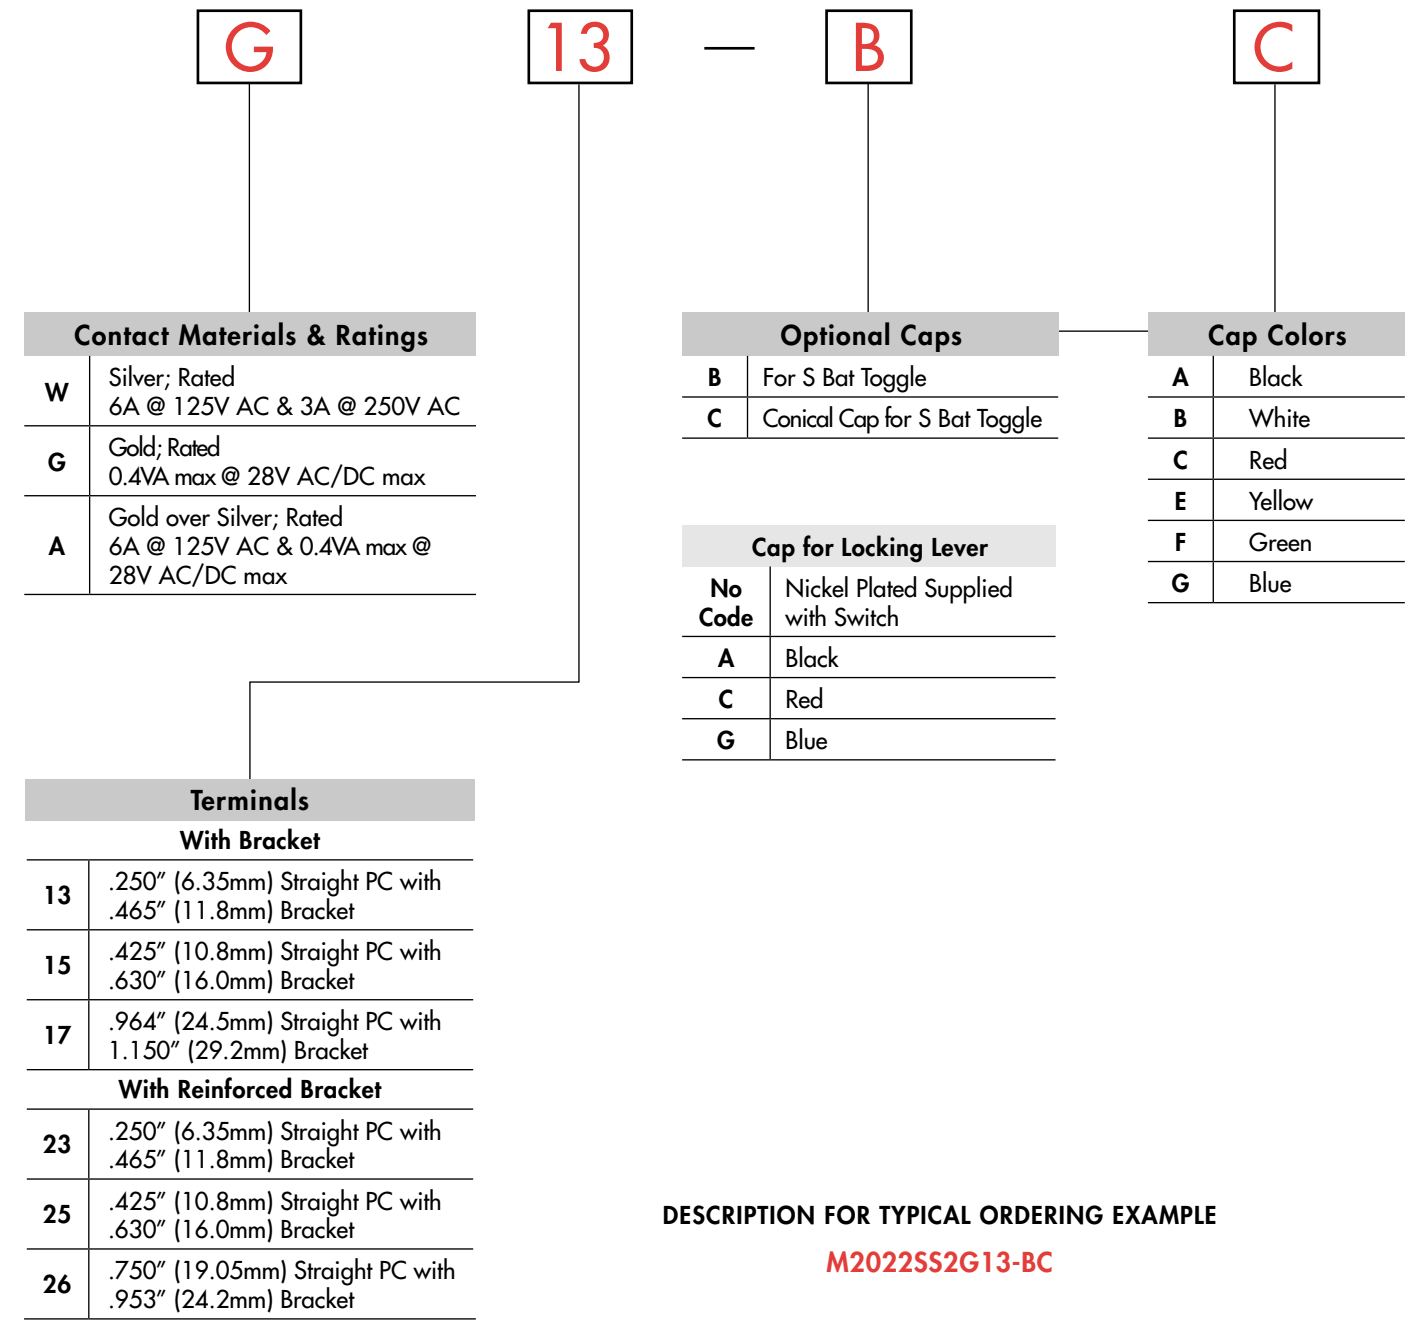 G 13 — B C
Contact Materials & Ratings
W Silver; Rated
6A @ 125V AC & 3A @ 250V AC
G Gold; Rated
0.4VA max @ 28V AC/DC max
A Gold over Silver; Rated
6A @ 125V AC & 0.4VA max @
28V AC/DC max
Optional Caps
B For S Bat Toggle
C Conical Cap for S Bat Toggle
Cap Colors
A Black
B White
C Red
E Yellow
F Green
G Blue
Cap for Locking Lever
No Code Nickel Plated Supplied
with Switch
A Black
C Red
G Blue
Terminals
With Bracket
13 .250″ (6.35mm) Straight PC with
.465″ (11.8mm) Bracket
15 .425″ (10.8mm) Straight PC with
.630″ (16.0mm) Bracket
17 .964″ (24.5mm) Straight PC with
1.150″ (29.2mm) Bracket
With Reinforced Bracket
23 .250″ (6.35mm) Straight PC with
.465″ (11.8mm) Bracket
25 .425″ (10.8mm) Straight PC with
.630″ (16.0mm) Bracket
26 .750″ (19.05mm) Straight PC with
.953″ (24.2mm) Bracket
DESCRIPTION FOR TYPICAL ORDERING EXAMPLE
M2022SS2G13-BC